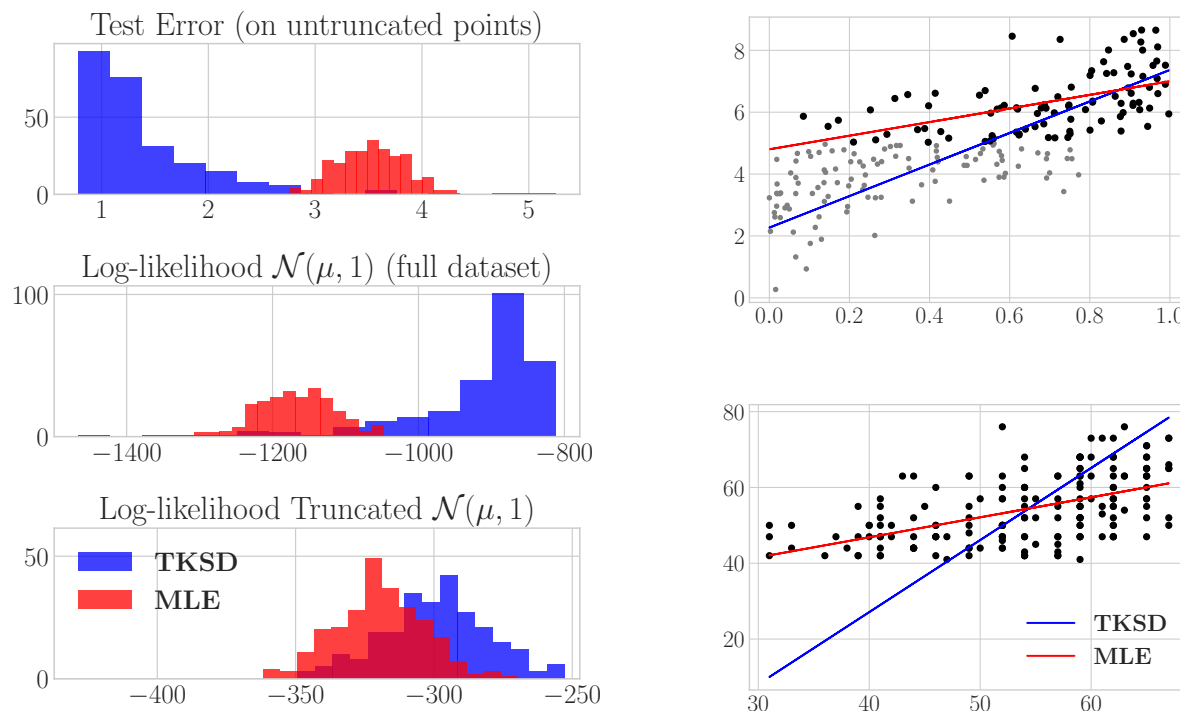 Test Error (on untruncated points)
50
0
1 2 3 4 5
Log-likelihood 𝒩(μ, 1) (full dataset)
100
0
−1400 −1200 −1000 −800
Log-likelihood Truncated 𝒩(μ, 1)
50
0
TKSD
MLE
−400 −350 −300 −250
8
6
4
2
0
0.0 0.2 0.4 0.6 0.8 1.0
80
60
40
20
TKSD
MLE
30 40 50 60